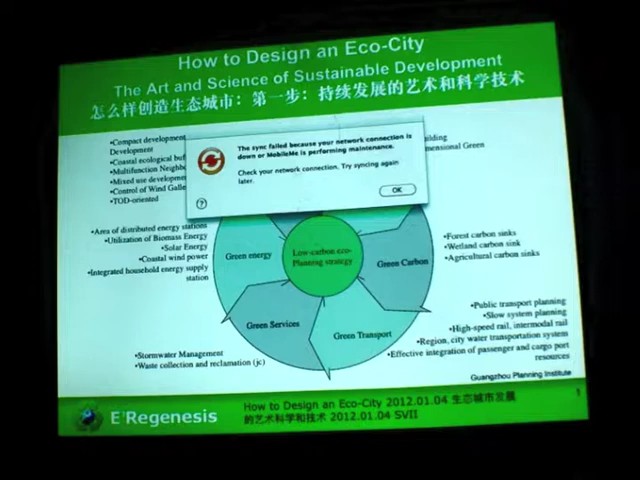 How to Design an Eco-City
The Art and Science of Sustainable Development
怎么样创造生态城市：第一步：持续发展的艺术和科学技术
•Compact development
Development
•Coastal ecological buf
•Multifunction Neighbo
•Mixed use developme
•Control of Wind Galle
•TOD-oriented
The sync failed because your network connection is
down or MobileMe is performing maintenance.
Check your network connection. Try syncing again
later.
?
OK
ilding
mensional Green
•Area of distributed energy stations
•Utilization of Biomass Energy
•Solar Energy
•Coastal wind power
•Integrated household energy supply
station
Green energy
Low-carbon eco-
Planning strategy
Green Carbon
•Forest carbon sinks
•Wetland carbon sink
•Agricultural carbon sinks
Green Services
Green Transport
•Public transport planning
•Slow system planning
•High-speed rail, intermodal rail
•Region, city water transportation system
•Effective integration of passenger and cargo port
resources
•Stormwater Management
•Waste collection and reclamation (jc)
Guangzhou Planning Institute
E²Regenesis
How to Design an Eco-City 2012.01.04 生态城市发展
的艺术科学和技术 2012.01.04 SVII
1